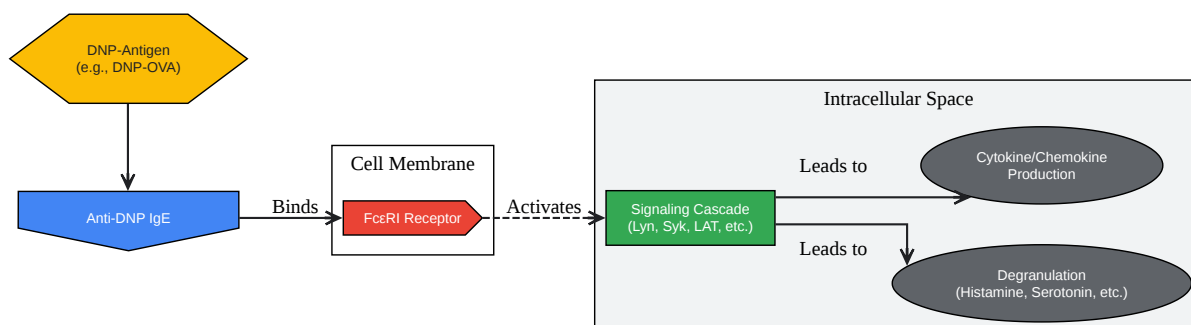 DNP-Antigen
(e.g., DNP-OVA)
Anti-DNP IgE
Binds
Cell Membrane
FcεRI Receptor
Activates
Intracellular Space
Signaling Cascade
(Lyn, Syk, LAT, etc.)
Leads to
Cytokine/Chemokine
Production
Leads to
Degranulation
(Histamine, Serotonin, etc.)